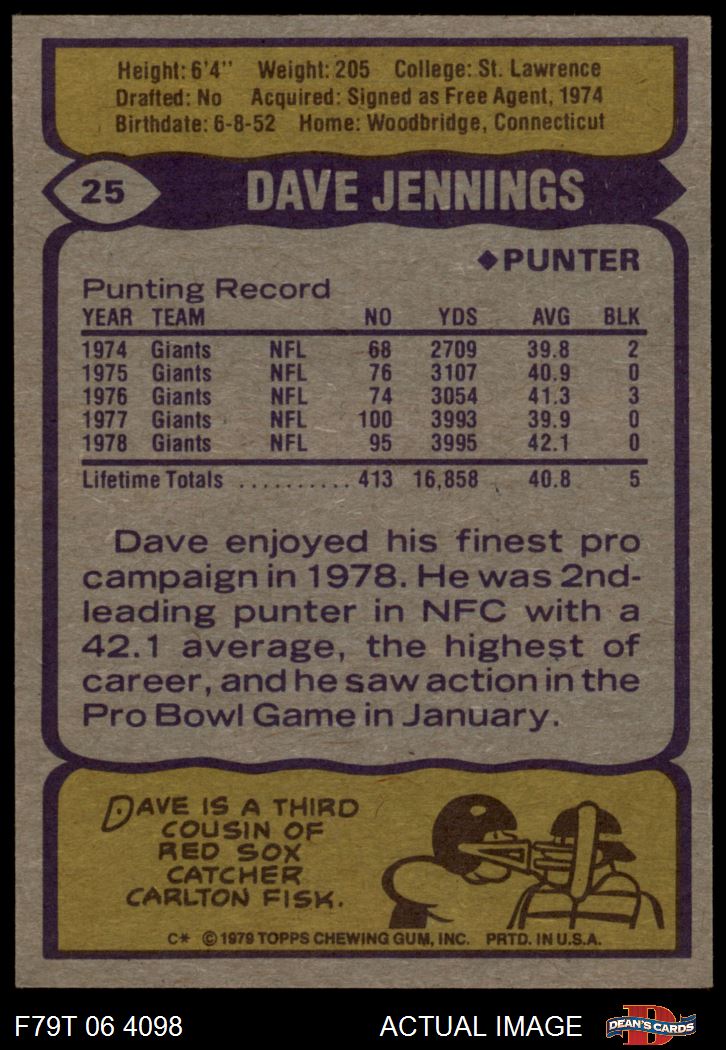 Height: 6'4" Weight: 205 College: St. Lawrence
Drafted: No Acquired: Signed as Free Agent, 1974
Birthdate: 6-8-52 Home: Woodbridge, Connecticut
25 DAVE JENNINGS
◆PUNTER
Punting Record
YEAR TEAM NO YDS AVG BLK
1974 Giants NFL 68 2709 39.8 2
1975 Giants NFL 76 3107 40.9 0
1976 Giants NFL 74 3054 41.3 3
1977 Giants NFL 100 3993 39.9 0
1978 Giants NFL 95 3995 42.1 0
Lifetime Totals .......... 413 16,858 40.8 5
Dave enjoyed his finest pro
campaign in 1978. He was 2nd-
leading punter in NFC with a
42.1 average, the highest of
career, and he saw action in the
Pro Bowl Game in January.
DAVE IS A THIRD
COUSIN OF
RED SOX
CATCHER
CARLTON FISK.
C* © 1979 TOPPS CHEWING GUM, INC. PRTD. IN U.S.A.
F79T 06 4098 ACTUAL IMAGE D DEAN'S CARDS